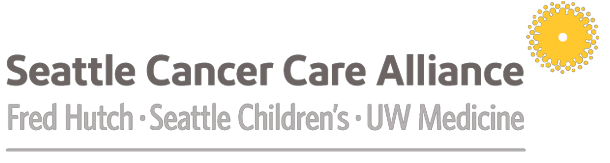 Seattle Cancer Care Alliance
Fred Hutch · Seattle Children's · UW Medicine